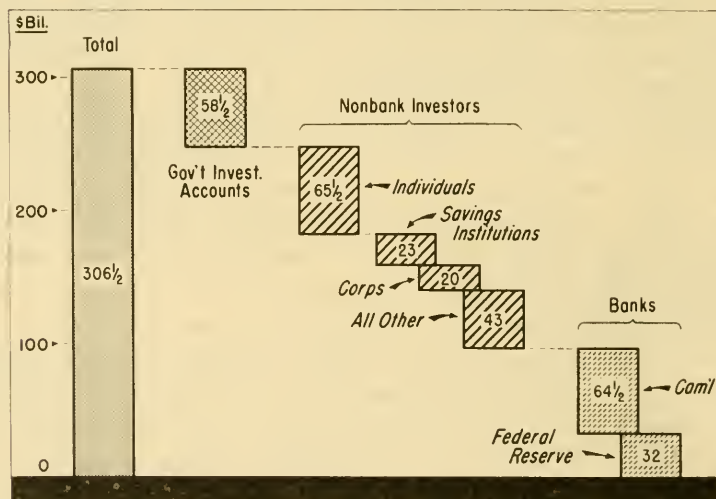 $Bil.
Total
300
58½
Nonbank Investors
Gov't Invest.
Accounts
65½
Individuals
200
Savings
Institutions
23
306½
Corps
20
All Other
43
Banks
100
64½
Com'l
Federal
Reserve
32
0